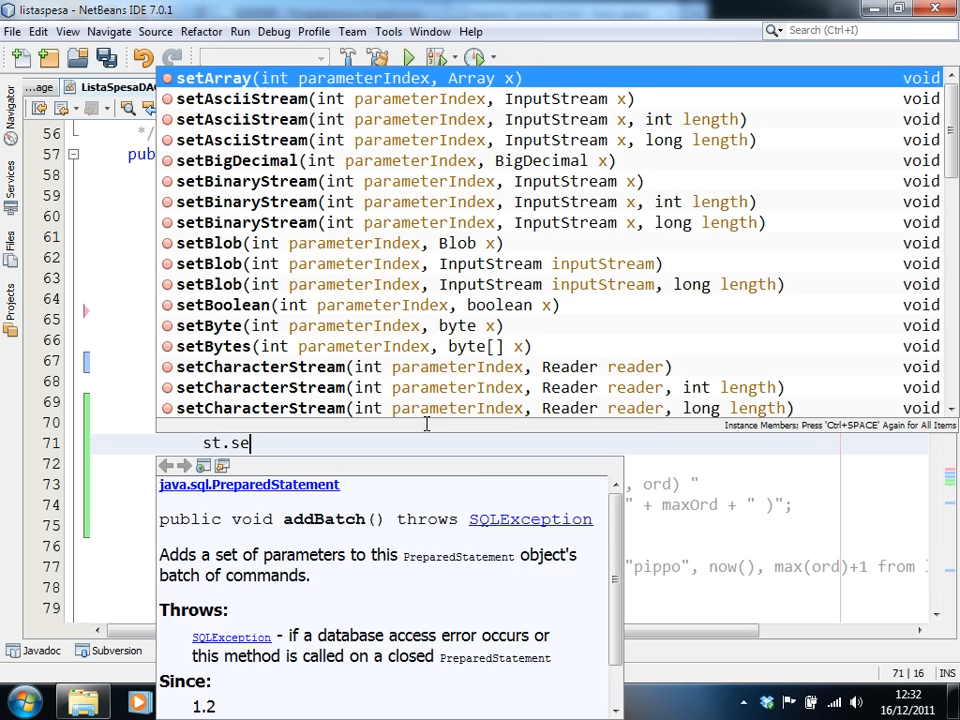 listaspesa - NetBeans IDE 7.0.1
File Edit View Navigate Source Refactor Run Debug Profile Team Tools Window Help
Search (Ctrl+I)
...age ListaSpesaDAO
Navigator
Services
Files
Projects
56 */
57 pub
58
59
60
61
62
63
64
65
66
67
68
69
70
71 st.se
72
73 , ord) "
74 " + maxOrd + " )";
75
76
77 "pippo", now(), max(ord)+1 from
78
79
setArray(int parameterIndex, Array x) void
setAsciiStream(int parameterIndex, InputStream x) void
setAsciiStream(int parameterIndex, InputStream x, int length) void
setAsciiStream(int parameterIndex, InputStream x, long length) void
setBigDecimal(int parameterIndex, BigDecimal x) void
setBinaryStream(int parameterIndex, InputStream x) void
setBinaryStream(int parameterIndex, InputStream x, int length) void
setBinaryStream(int parameterIndex, InputStream x, long length) void
setBlob(int parameterIndex, Blob x) void
setBlob(int parameterIndex, InputStream inputStream) void
setBlob(int parameterIndex, InputStream inputStream, long length) void
setBoolean(int parameterIndex, boolean x) void
setByte(int parameterIndex, byte x) void
setBytes(int parameterIndex, byte[] x) void
setCharacterStream(int parameterIndex, Reader reader) void
setCharacterStream(int parameterIndex, Reader reader, int length) void
setCharacterStream(int parameterIndex, Reader reader, long length) void
Instance Members; Press 'Ctrl+SPACE' Again for All Items
java.sql.PreparedStatement
public void addBatch() throws SQLException
Adds a set of parameters to this PreparedStatement object's
batch of commands.
Throws:
SQLException - if a database access error occurs or
this method is called on a closed PreparedStatement
Since:
1.2
Javadoc Subversion
71 | 16 INS
12:32
16/12/2011